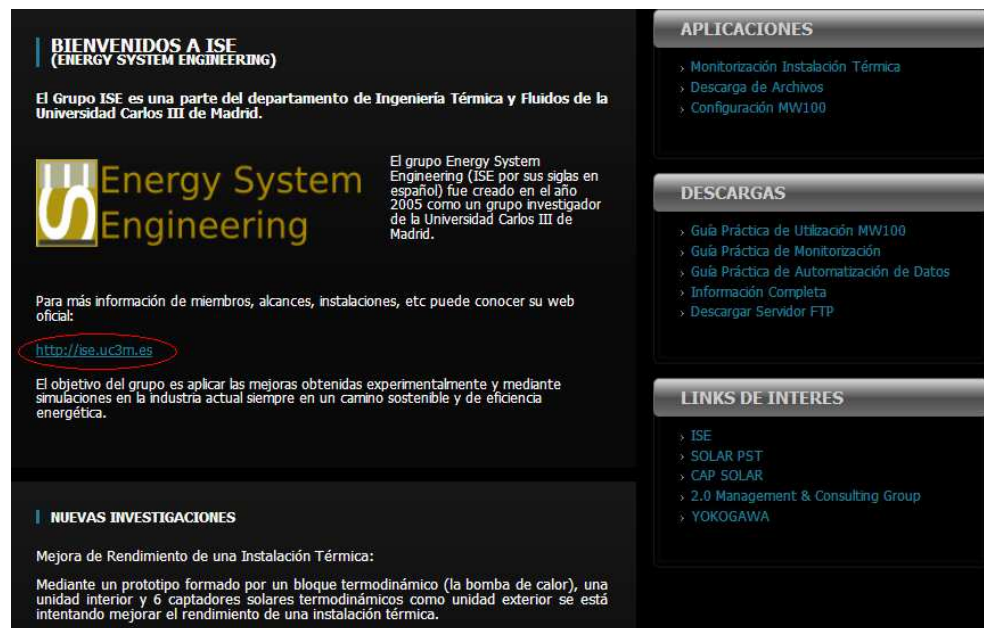 BIENVENIDOS A ISE
(ENERGY SYSTEM ENGINEERING)
El Grupo ISE es una parte del departamento de Ingeniería Térmica y Fluidos de la
Universidad Carlos III de Madrid.
Energy System
Engineering
El grupo Energy System
Engineering (ISE por sus siglas en
español) fue creado en el año
2005 como un grupo investigador
de la Universidad Carlos III de
Madrid.
Para más información de miembros, alcances, instalaciones, etc puede conocer su web
oficial:
http://ise.uc3m.es
El objetivo del grupo es aplicar las mejoras obtenidas experimentalmente y mediante
simulaciones en la industria actual siempre en un camino sostenible y de eficiencia
energética.
NUEVAS INVESTIGACIONES
Mejora de Rendimiento de una Instalación Térmica:
Mediante un prototipo formado por un bloque termodinámico (la bomba de calor), una
unidad interior y 6 captadores solares termodinámicos como unidad exterior se está
intentando mejorar el rendimiento de una instalación térmica.
APLICACIONES
› Monitorización Instalación Térmica
› Descarga de Archivos
› Configuración MW100
DESCARGAS
› Guía Práctica de Utilización MW100
› Guía Práctica de Monitorización
› Guía Práctica de Automatización de Datos
› Información Completa
› Descargar Servidor FTP
LINKS DE INTERES
› ISE
› SOLAR PST
› CAP SOLAR
› 2.0 Management & Consulting Group
› YOKOGAWA